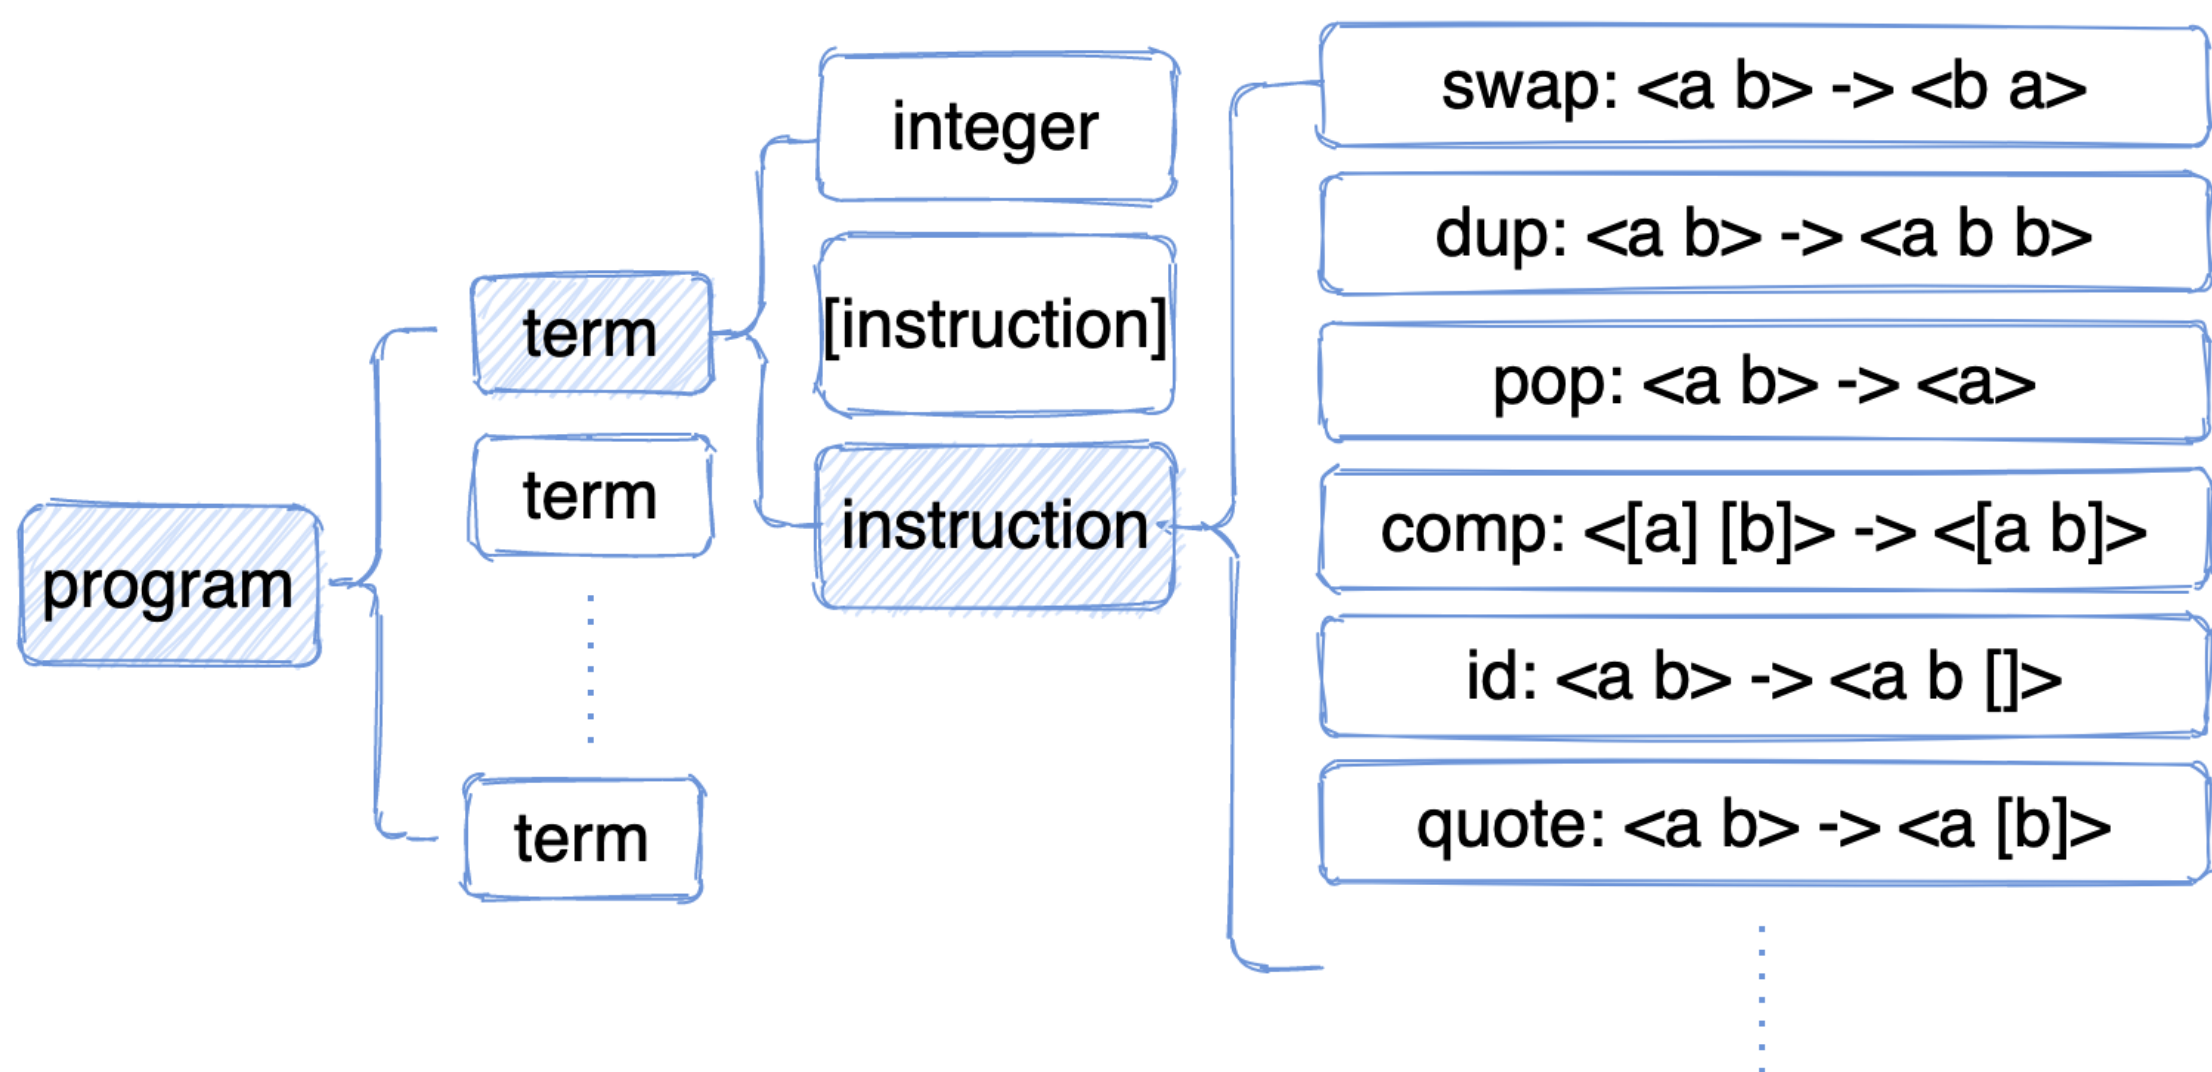 program
term
term
term
integer
[instruction]
instruction
swap: <a b> -> <b a>
dup: <a b> -> <a b b>
pop: <a b> -> <a>
comp: <[a] [b]> -> <[a b]>
id: <a b> -> <a b []>
quote: <a b> -> <a [b]>